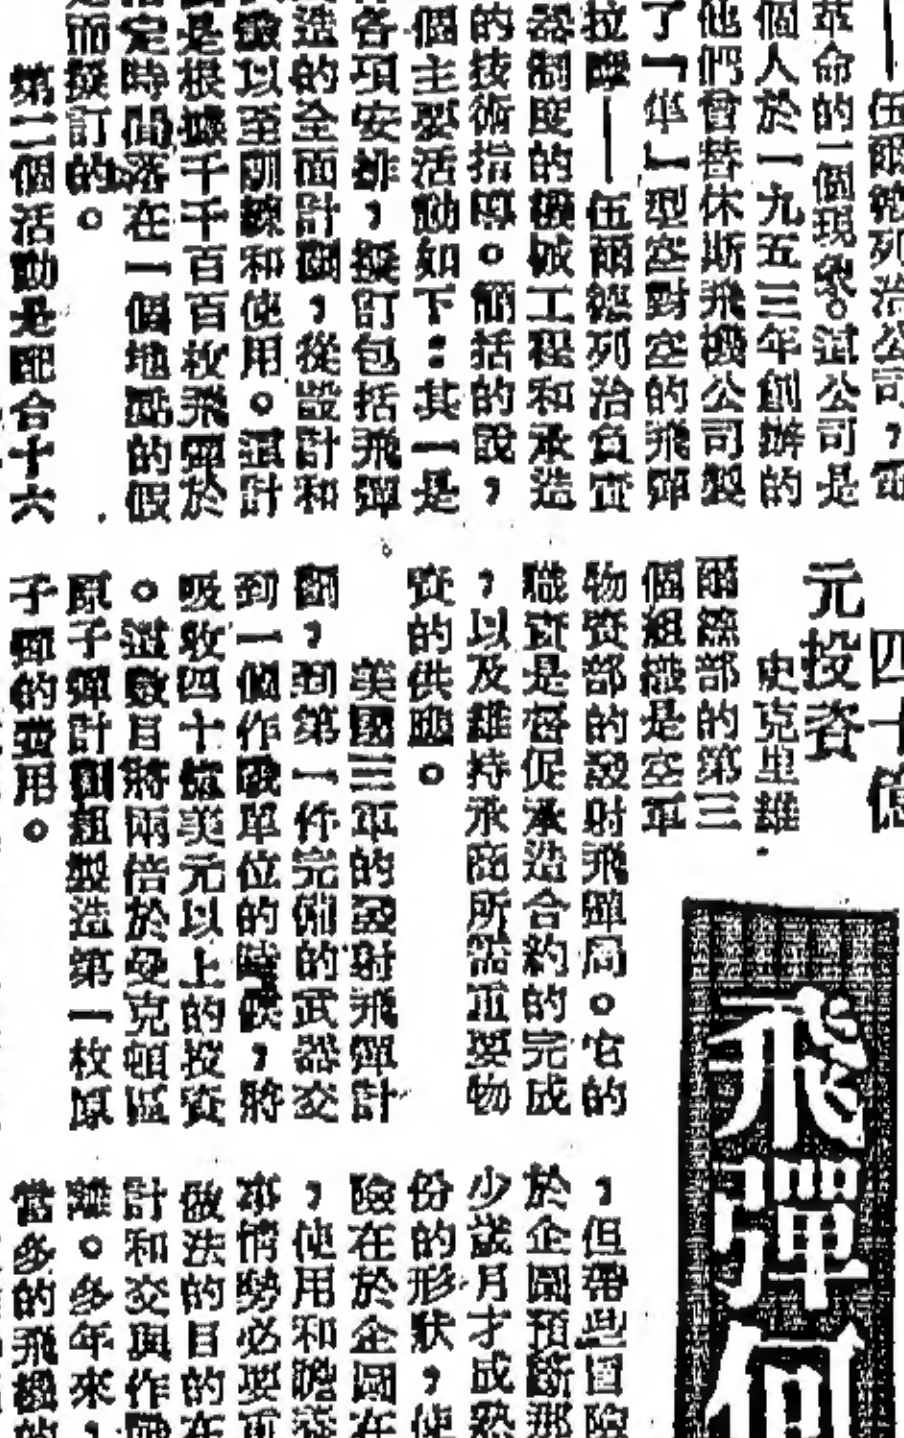 伍爾德列治公司，電
革命的一個現象。這公司是
個人於一九五三年創辦的
他們曾替休斯飛機公司製
了「隼」型空對空的飛彈
拉摩——伍爾德列治負責
器制度的機械工程和承造
的技術指導。簡括的說，
個主要活動如下：其一是
各項安排，擬訂包括飛彈
造的全面計劃，從設計和
以至訓練和使用。這計
是根據千千百百枚飛彈於
定時間落在一個地點的假
而擬訂的。
第二個活動是配合十六
四十億
元投資
史克里維
爾該部的第三
個組織是空軍
物資部的發射飛彈局。它的
職責是督促承造合約的完成
，以及維持承商所需重要物
資的供應。
美國三軍的發射飛彈計
劃，到第一件完備的武器交
到一個作戰單位的時候，將
吸收四十億美元以上的投資
。這數目將兩倍於曼克頓區
原子彈計劃組製造第一枚原
子彈的費用。
飛彈何
，但帶些冒險
於企圖預斷那
少歲月才成熟
份的形狀，使
險在於企圖在
，使用和瞻
事情勢必要
做法的目的在
計和交與作戰
離。多年來，
當多的飛機